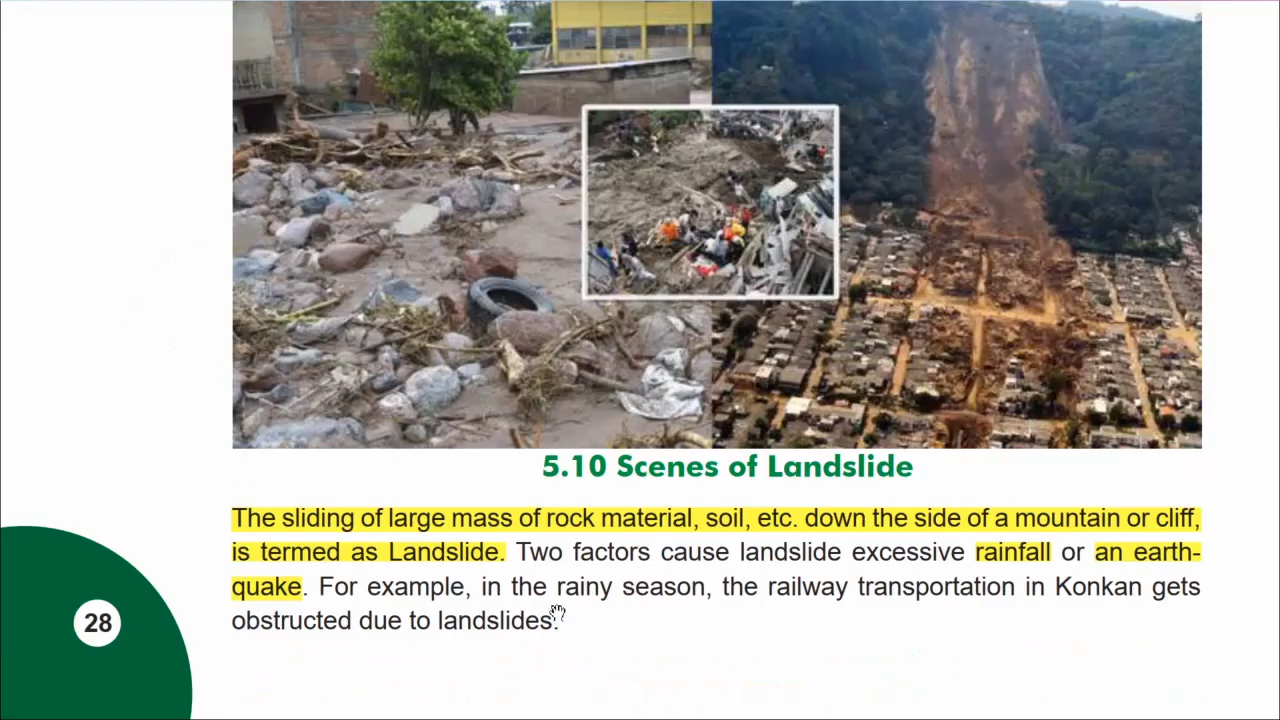 5.10 Scenes of Landslide
The sliding of large mass of rock material, soil, etc. down the side of a mountain or cliff,
is termed as Landslide. Two factors cause landslide excessive rainfall or an earth-
quake. For example, in the rainy season, the railway transportation in Konkan gets
obstructed due to landslides.
28